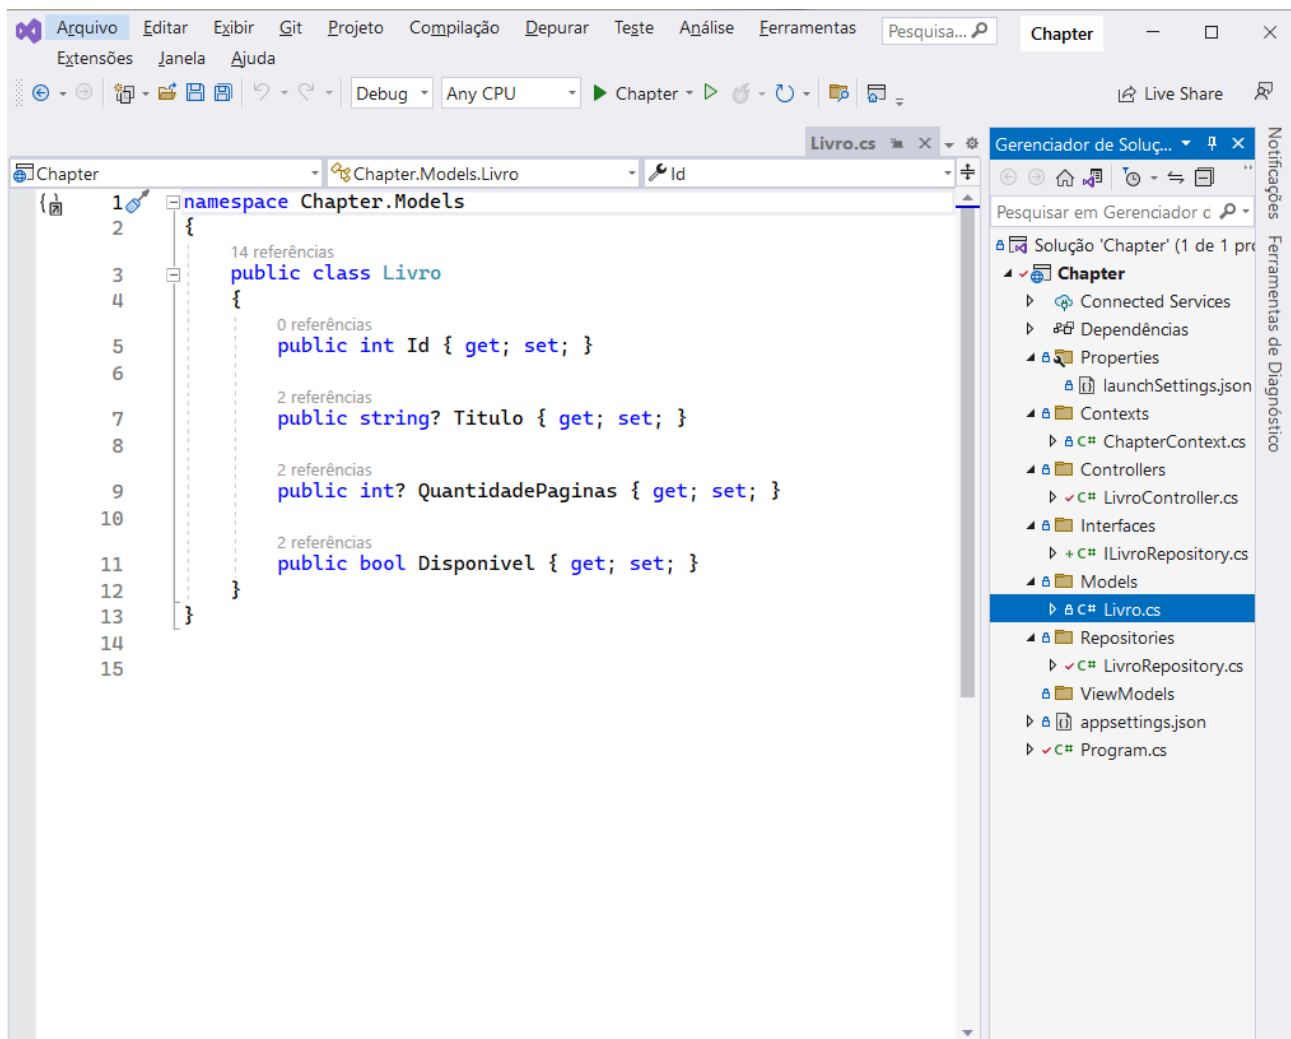 Arquivo Editar Exibir Git Projeto Compilação Depurar Teste Análise Ferramentas Pesquisa... Chapter
Extensões Janela Ajuda
Debug Any CPU Chapter Live Share
Livro.cs
Chapter Chapter.Models.Livro Id
1 namespace Chapter.Models
2 {
14 referências
3 public class Livro
4 {
0 referências
5 public int Id { get; set; }
6
2 referências
7 public string? Titulo { get; set; }
8
2 referências
9 public int? QuantidadePaginas { get; set; }
10
2 referências
11 public bool Disponivel { get; set; }
12 }
13 }
14
15
Gerenciador de Soluç...
Pesquisar em Gerenciador d
Solução 'Chapter' (1 de 1 pro
Chapter
Connected Services
Dependências
Properties
launchSettings.json
Contexts
C# ChapterContext.cs
Controllers
C# LivroController.cs
Interfaces
+ C# ILivroRepository.cs
Models
C# Livro.cs
Repositories
C# LivroRepository.cs
ViewModels
appsettings.json
C# Program.cs
Notificações
Ferramentas de Diagnóstico